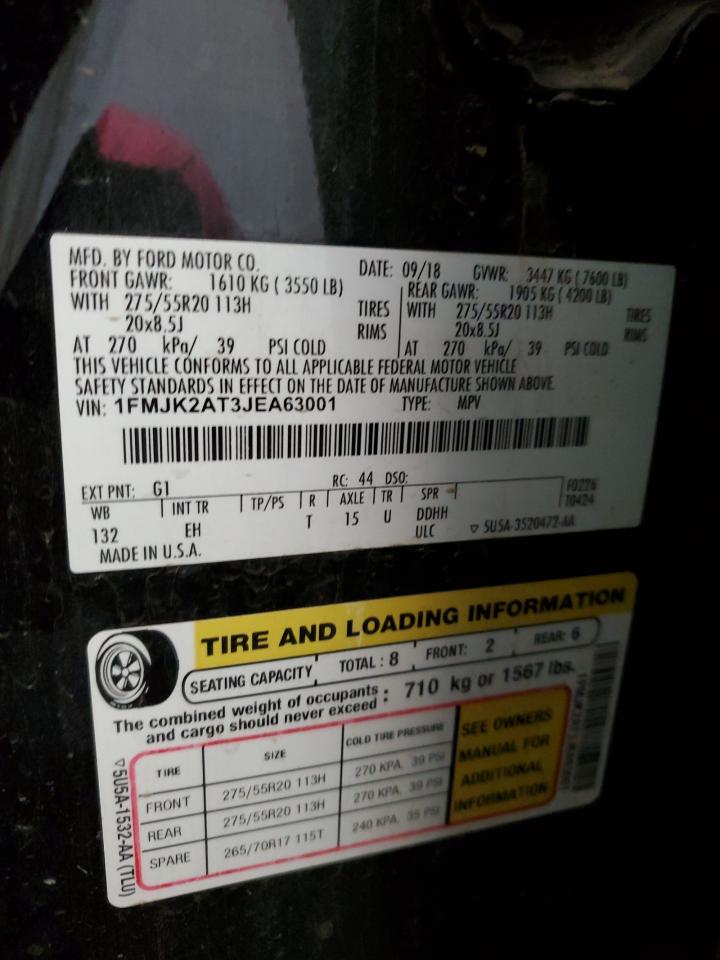 MFD. BY FORD MOTOR CO. DATE: 09/18 GVWR: 3447 KG ( 7600 LB)
FRONT GAWR: 1610 KG ( 3550 LB) REAR GAWR: 1905 KG ( 4200 LB)
WITH 275/55R20 113H TIRES WITH 275/55R20 113H TIRES
20x8.5J RIMS 20x8.5J RIMS
AT 270 kPa/ 39 PSI COLD AT 270 kPa/ 39 PSI COLD
THIS VEHICLE CONFORMS TO ALL APPLICABLE FEDERAL MOTOR VEHICLE
SAFETY STANDARDS IN EFFECT ON THE DATE OF MANUFACTURE SHOWN ABOVE.
VIN: 1FMJK2AT3JEA63001 TYPE: MPV
EXT PNT: G1 RC: 44 DSO: F0226
WB INT TR TP/PS R AXLE TR SPR T0424
132 EH T 15 U DDHH
ULC ▽ 5U5A-3520472-AA
MADE IN U.S.A.
TIRE AND LOADING INFORMATION
SEATING CAPACITY TOTAL : 8 FRONT: 2 REAR: 6
The combined weight of occupants
and cargo should never exceed : 710 kg or 1567 lbs.
TIRE SIZE COLD TIRE PRESSURE
FRONT 275/55R20 113H 270 KPA, 39 PSI
REAR 275/55R20 113H 270 KPA, 39 PSI
SPARE 265/70R17 115T 240 KPA, 35 PSI
SEE OWNERS
MANUAL FOR
ADDITIONAL
INFORMATION
▽5U5A-1532-AA (TLU)